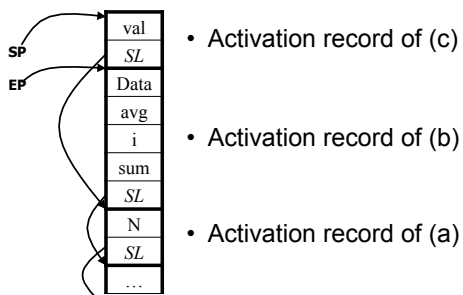 SP
EP
val
SL
Data
avg
i
sum
SL
N
SL
...
• Activation record of (c)
• Activation record of (b)
• Activation record of (a)